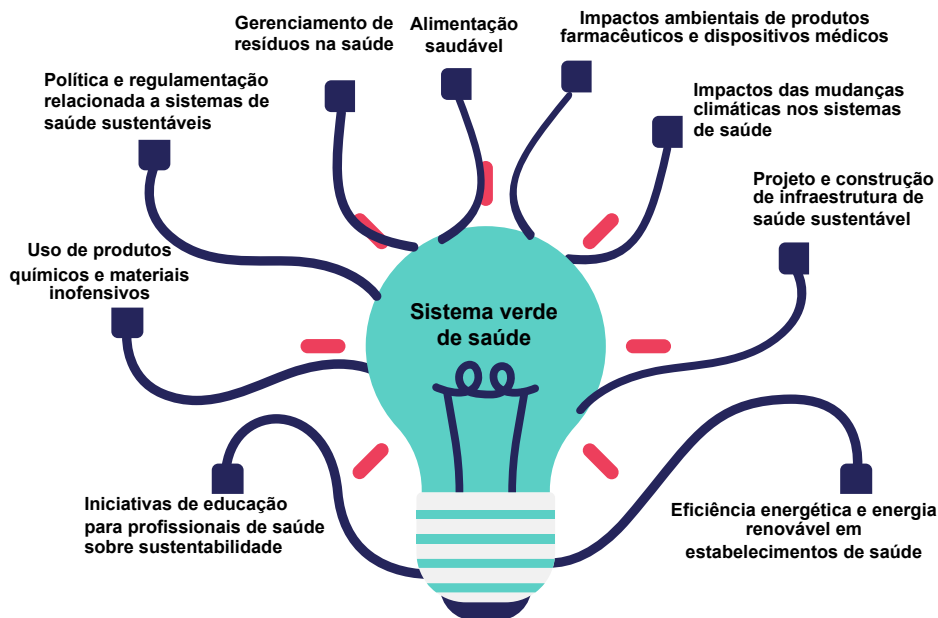 Gerenciamento de
resíduos na saúde
Alimentação
saudável
Impactos ambientais de produtos
farmacêuticos e dispositivos médicos
Política e regulamentação
relacionada a sistemas de
saúde sustentáveis
Impactos das mudanças
climáticas nos sistemas
de saúde
Projeto e construção
de infraestrutura de
saúde sustentável
Uso de produtos
químicos e materiais
inofensivos
Sistema verde
de saúde
Iniciativas de educação
para profissionais de saúde
sobre sustentabilidade
Eficiência energética e energia
renovável em
estabelecimentos de saúde